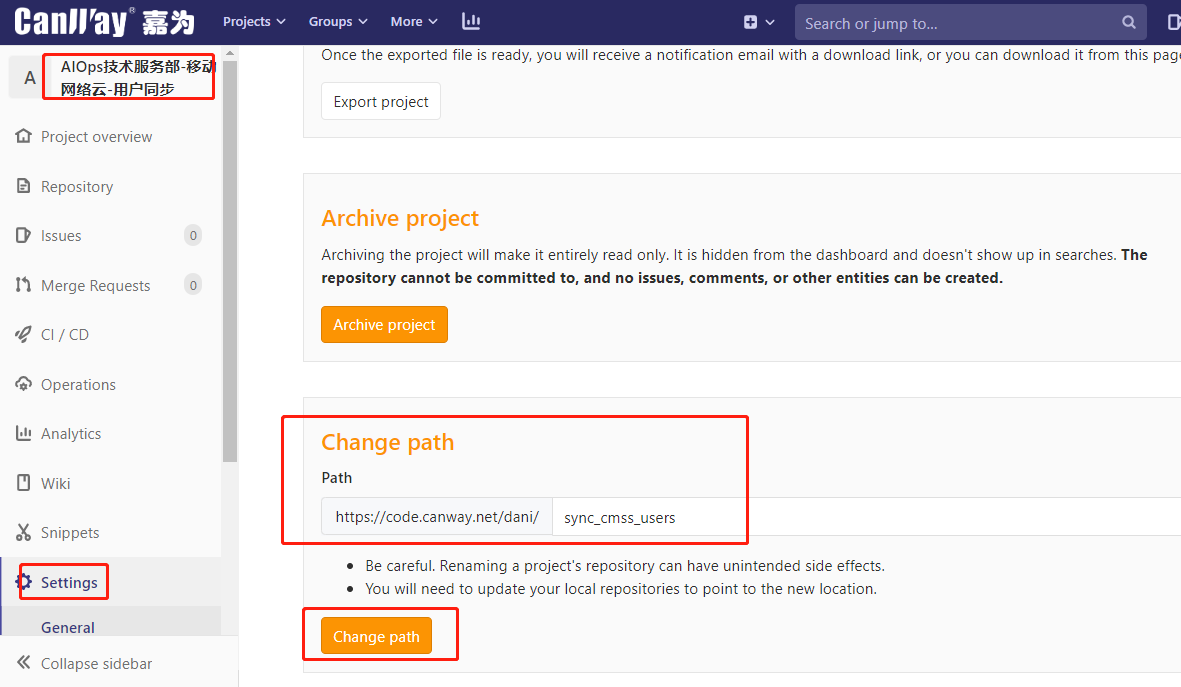 CanWay® 嘉为
Projects
Groups
More
Search or jump to...
A
AIOps技术服务部-移动
网络云-用户同步
Project overview
Repository
Issues
0
Merge Requests
0
CI / CD
Operations
Analytics
Wiki
Snippets
Settings
General
Collapse sidebar
Once the exported file is ready, you will receive a notification email with a download link, or you can download it from this page
Export project
Archive project
Archiving the project will make it entirely read only. It is hidden from the dashboard and doesn't show up in searches. The
repository cannot be committed to, and no issues, comments, or other entities can be created.
Archive project
Change path
Path
https://code.canway.net/dani/
sync_cmss_users
Be careful. Renaming a project's repository can have unintended side effects.
You will need to update your local repositories to point to the new location.
Change path